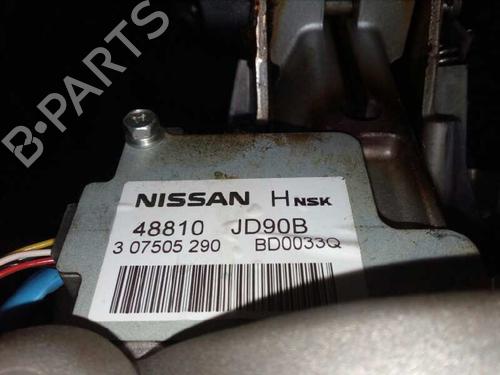 B-PARTS
NISSAN H NSK
48810 JD90B
3 07505 290 BD0033Q